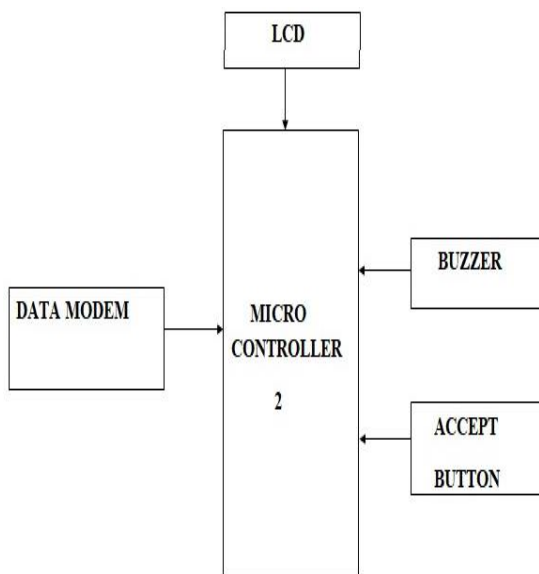 LCD
BUZZER
DATA MODEM
MICRO
CONTROLLER
2
ACCEPT
BUTTON